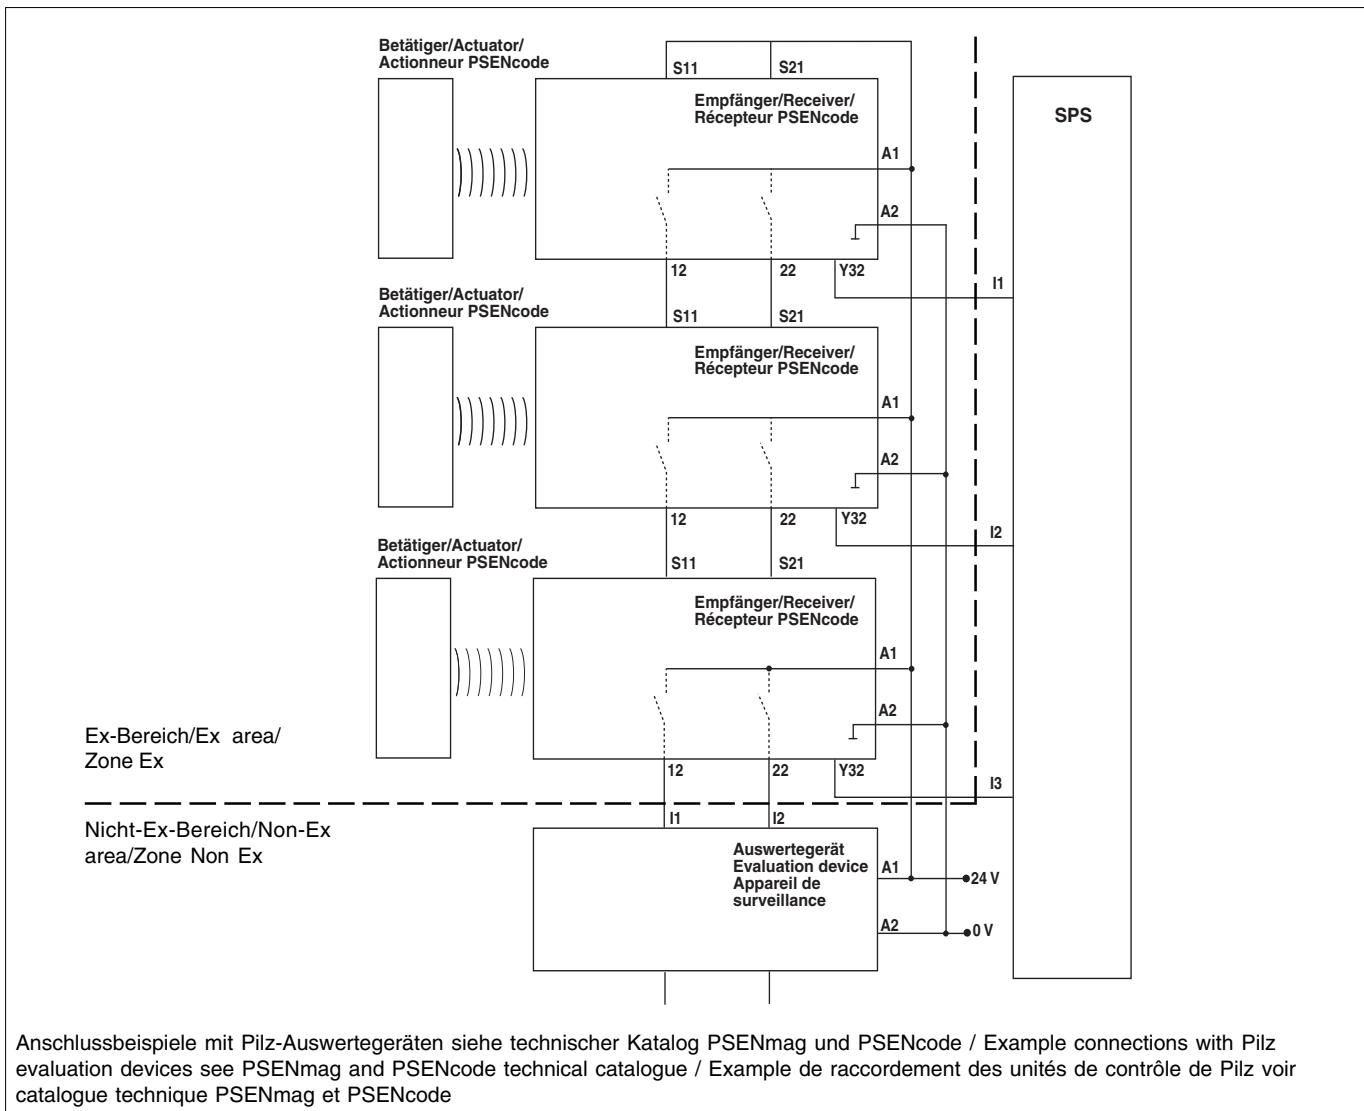 Betätiger/Actuator/
Actionneur PSENcode
S11
S21
SPS
Empfänger/Receiver/
Récepteur PSENcode
A1
A2
12
22
Y32
I1
Betätiger/Actuator/
Actionneur PSENcode
S11
S21
Empfänger/Receiver/
Récepteur PSENcode
A1
A2
12
22
Y32
I2
Betätiger/Actuator/
Actionneur PSENcode
S11
S21
Empfänger/Receiver/
Récepteur PSENcode
A1
A2
Ex-Bereich/Ex area/
Zone Ex
12
22
Y32
I3
Nicht-Ex-Bereich/Non-Ex
area/Zone Non Ex
I1
I2
Auswertegerät
Evaluation device
Appareil de
surveillance
A1
24 V
A2
0 V
Anschlussbeispiele mit Pilz-Auswertegeräten siehe technischer Katalog PSENmag und PSENcode / Example connections with Pilz
evaluation devices see PSENmag and PSENcode technical catalogue / Example de raccordement des unités de contrôle de Pilz voir
catalogue technique PSENmag et PSENcode